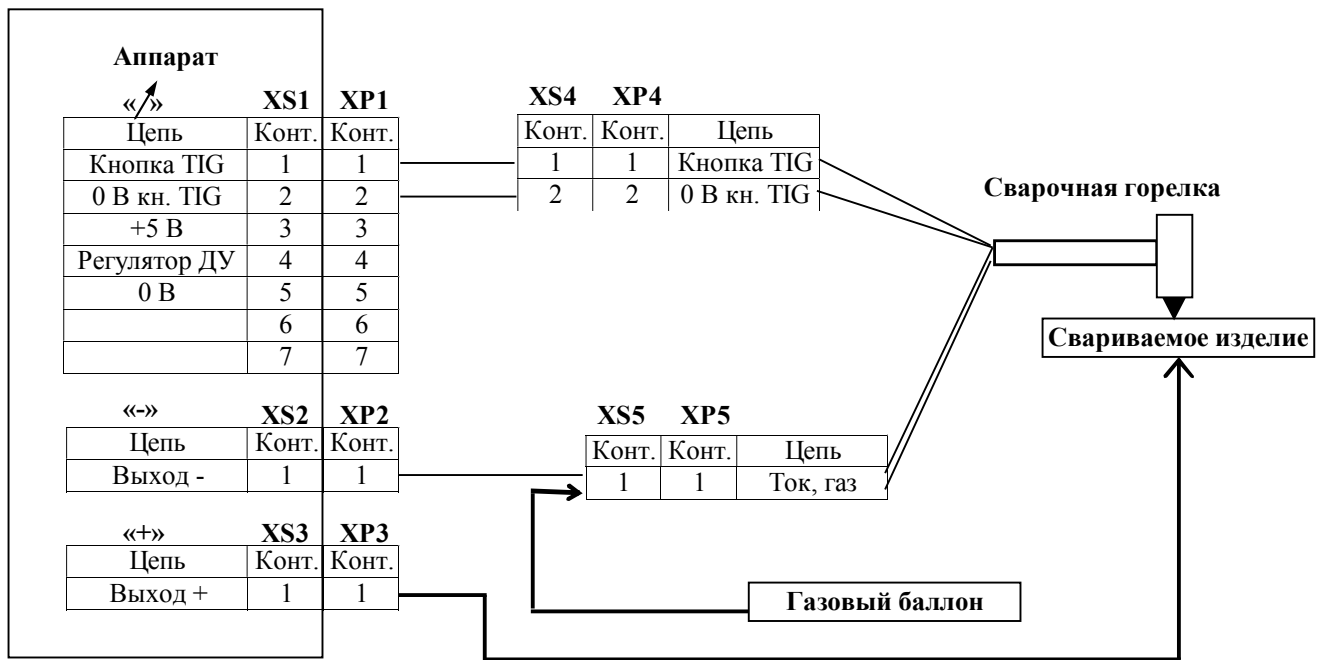 Аппарат
«/» XS1 XP1
Цепь Конт. Конт.
Кнопка TIG 1 1
0 В кн. TIG 2 2
+5 В 3 3
Регулятор ДУ 4 4
0 В 5 5
6 6
7 7
XS4 XP4
Конт. Конт. Цепь
1 1 Кнопка TIG
2 2 0 В кн. TIG
Сварочная горелка
Свариваемое изделие
«-» XS2 XP2
Цепь Конт. Конт.
Выход - 1 1
XS5 XP5
Конт. Конт. Цепь
1 1 Ток, газ
«+» XS3 XP3
Цепь Конт. Конт.
Выход + 1 1
Газовый баллон